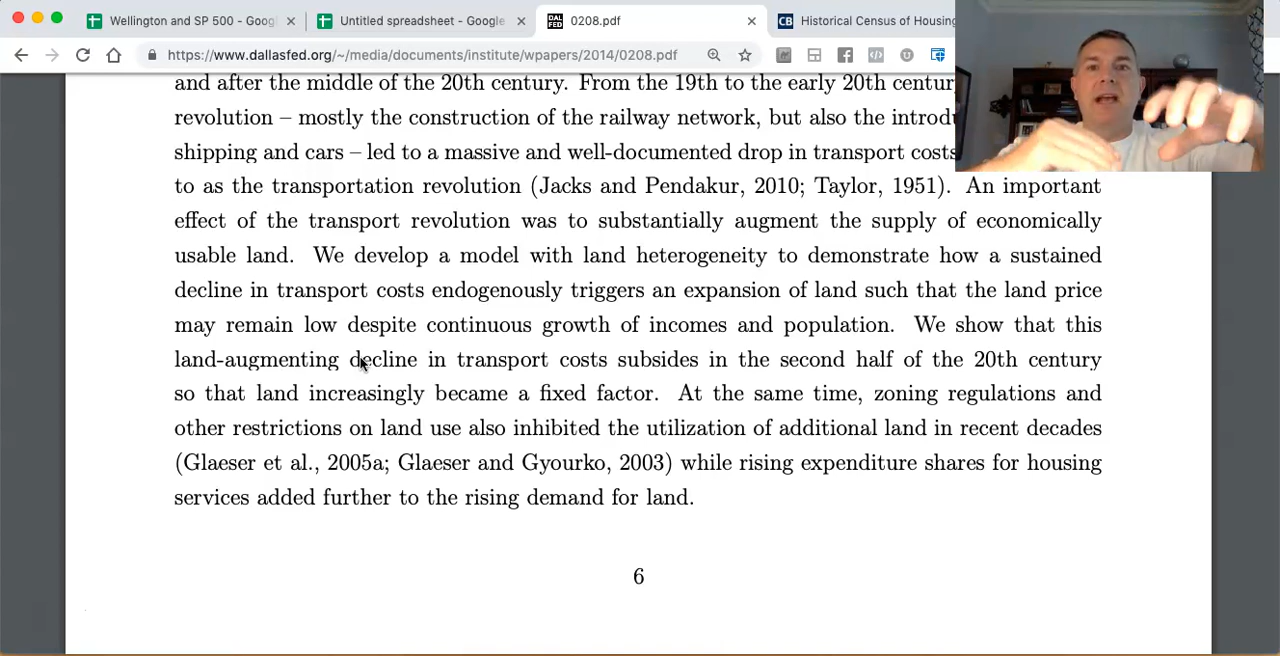 Wellington and SP 500 - Goog
Untitled spreadsheet - Google
DAL FED
0208.pdf
CB
Historical Census of Housing
https://www.dallasfed.org/~/media/documents/institute/wpapers/2014/0208.pdf
and after the middle of the 20th century. From the 19th to the early 20th
revolution – mostly the construction of the railway network, but also the
shipping and cars – led to a massive and well-documented drop in transport costs
to as the transportation revolution (Jacks and Pendakur, 2010; Taylor, 1951). An important
effect of the transport revolution was to substantially augment the supply of economically
usable land. We develop a model with land heterogeneity to demonstrate how a sustained
decline in transport costs endogenously triggers an expansion of land such that the land price
may remain low despite continuous growth of incomes and population. We show that this
land-augmenting decline in transport costs subsides in the second half of the 20th century
so that land increasingly became a fixed factor. At the same time, zoning regulations and
other restrictions on land use also inhibited the utilization of additional land in recent decades
(Glaeser et al., 2005a; Glaeser and Gyourko, 2003) while rising expenditure shares for housing
services added further to the rising demand for land.
6